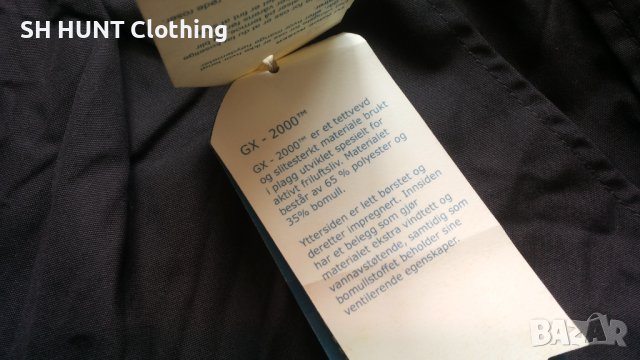 SH HUNT Clothing
GX - 2000™
GX - 2000™ er et tettvevd
og slitesterkt materiale brukt
i plagg utviklet spesielt for
aktivt friluftsliv. Materialet
består av 65 % polyester og
35% bomull.
Yttersiden er lett børstet og
deretter impregnert. Innsiden
har et belegg som gjør
materialet ekstra vindtett og
vannavstøtende, samtidig som
bomullstoffet beholder sine
ventilerende egenskaper.
BAZAR